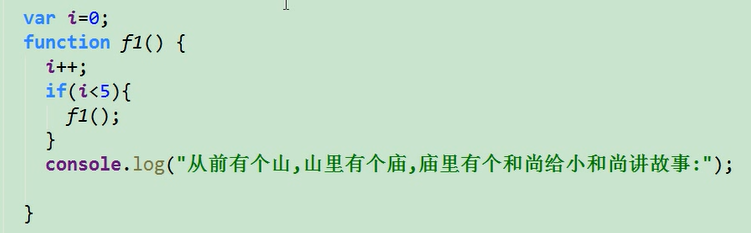 var i=0;
function f1() {
i++;
if(i<5){
f1();
}
console.log("从前有个山,山里有个庙,庙里有个和尚给小和尚讲故事:");
}